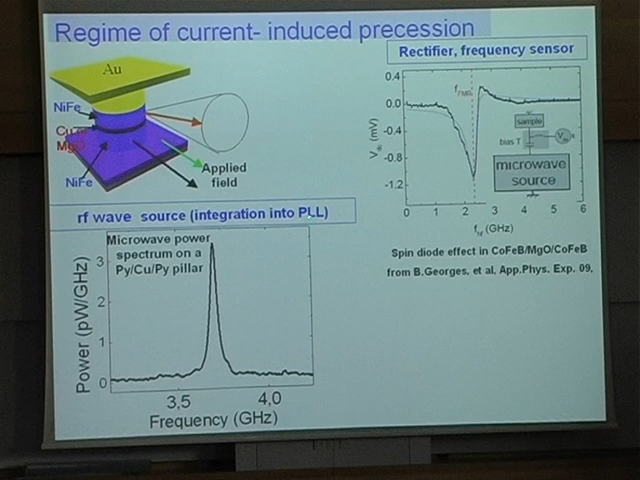 Regime of current- induced precession
Au
NiFe
MgO
NiFe
Applied
field
Rectifier, frequency sensor
0.4
0.0
-0.4
-0.8
-1.2
(mV)
0 1 2 3 4 5 6
(GHz)
sample
bias T
microwave
source
Spin diode effect in CoFeB/MgO/CoFeB
from B.Georges, et al, App.Phys. Exp. 09.
rf wave source (integration into PLL)
Microwave power
spectrum on a
Py/Cu/Py pillar
Power (pW/GHz)
3
2
1
0
3,5 4,0
Frequency (GHz)